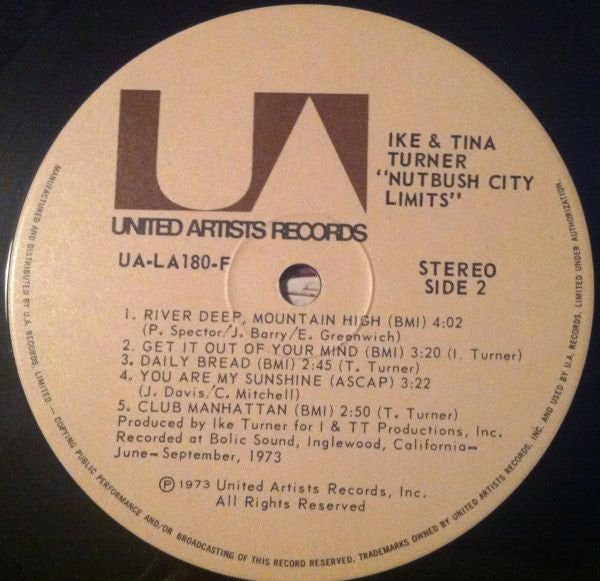 UA
UNITED ARTISTS RECORDS
IKE & TINA
TURNER
"NUTBUSH CITY
LIMITS"
UA-LA180-F
STEREO
SIDE 2
1. RIVER DEEP, MOUNTAIN HIGH (BMI) 4:02
(P. Spector/J. Barry/E. Greenwich)
2. GET IT OUT OF YOUR MIND (BMI) 3:20 (I. Turner)
3. DAILY BREAD (BMI) 2:45 (T. Turner)
4. YOU ARE MY SUNSHINE (ASCAP) 3:22
(J. Davis/C. Mitchell)
5. CLUB MANHATTAN (BMI) 2:50 (T. Turner)
Produced by Ike Turner for I & TT Productions, Inc.
Recorded at Bolic Sound, Inglewood, California—
June—September, 1973
Ⓟ 1973 United Artists Records, Inc.
All Rights Reserved
MANUFACTURED AND DISTRIBUTED BY U.A. RECORDS, LIMITED — COPYING PUBLIC PERFORMANCE AND/OR BROADCASTING OF THIS RECORD RESERVED. TRADEMARKS OWNED BY UNITED ARTISTS RECORDS, INC. AND USED BY U.A. RECORDS, LIMITED UNDER AUTHORIZATION.